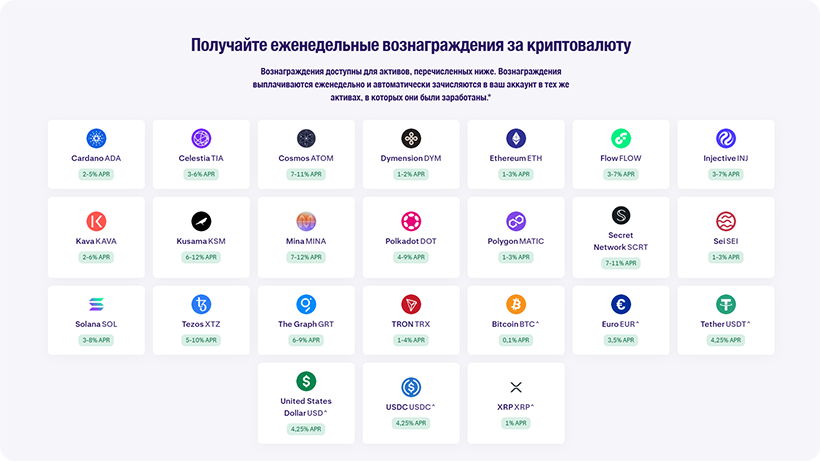 Получайте еженедельные вознаграждения за криптовалюту
Вознаграждения доступны для активов, перечисленных ниже. Вознаграждения
выплачиваются еженедельно и автоматически зачисляются в ваш аккаунт в тех же
активах, в которых они были заработаны.*
Cardano ADA
2-5% APR
Celestia TIA
3-6% APR
Cosmos ATOM
7-11% APR
Dymension DYM
1-2% APR
Ethereum ETH
1-3% APR
Flow FLOW
3-7% APR
Injective INJ
3-7% APR
Kava KAVA
2-6% APR
Kusama KSM
6-12% APR
Mina MINA
7-12% APR
Polkadot DOT
4-9% APR
Polygon MATIC
1-3% APR
Secret
Network SCRT
7-11% APR
Sei SEI
1-3% APR
Solana SOL
3-8% APR
Tezos XTZ
5-10% APR
The Graph GRT
6-9% APR
TRON TRX
1-4% APR
Bitcoin BTC^
0,1% APR
Euro EUR^
3,5% APR
Tether USDT^
4,25% APR
United States
Dollar USD^
4,25% APR
USDC USDC^
4,25% APR
XRP XRP^
1% APR